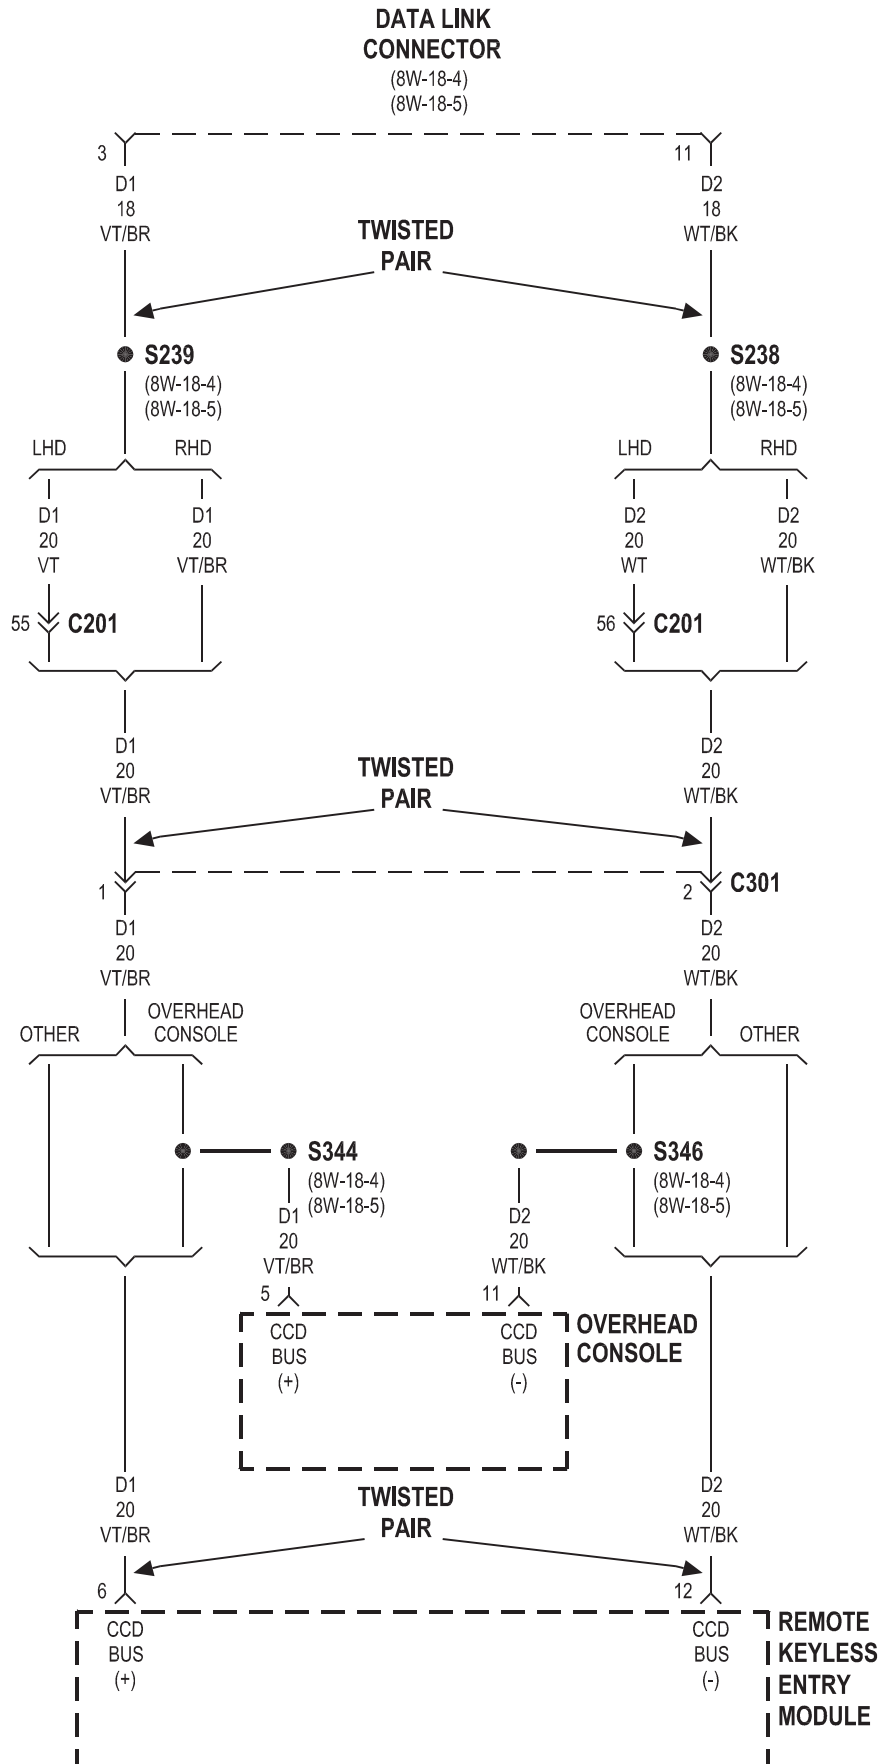 DATA LINK
CONNECTOR
(8W-18-4)
(8W-18-5)
3
11
D1
18
VT/BR
D2
18
WT/BK
TWISTED
PAIR
S239
(8W-18-4)
(8W-18-5)
S238
(8W-18-4)
(8W-18-5)
LHD
RHD
LHD
RHD
D1
20
VT
D1
20
VT/BR
D2
20
WT
D2
20
WT/BK
55
C201
56
C201
D1
20
VT/BR
TWISTED
PAIR
D2
20
WT/BK
1
2
C301
D1
20
VT/BR
D2
20
WT/BK
OTHER
OVERHEAD
CONSOLE
OVERHEAD
CONSOLE
OTHER
S344
(8W-18-4)
(8W-18-5)
S346
(8W-18-4)
(8W-18-5)
D1
20
VT/BR
D2
20
WT/BK
5
11
CCD
BUS
(+)
CCD
BUS
(-)
OVERHEAD
CONSOLE
D1
20
VT/BR
TWISTED
PAIR
D2
20
WT/BK
6
12
CCD
BUS
(+)
CCD
BUS
(-)
REMOTE
KEYLESS
ENTRY
MODULE